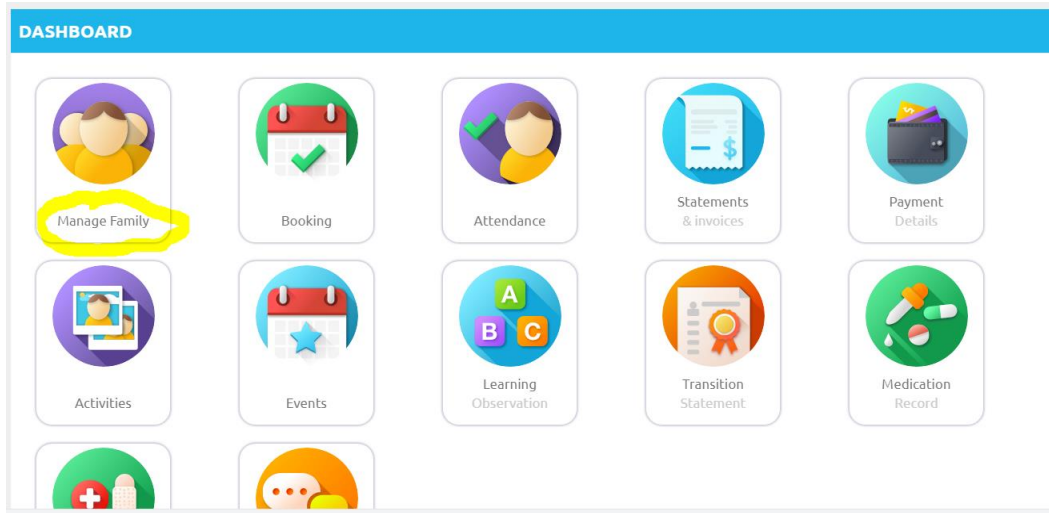 DASHBOARD
Manage Family
Booking
Attendance
Statements
& invoices
Payment
Details
Activities
Events
A
B C
Learning
Observation
Transition
Statement
Medication
Record
$